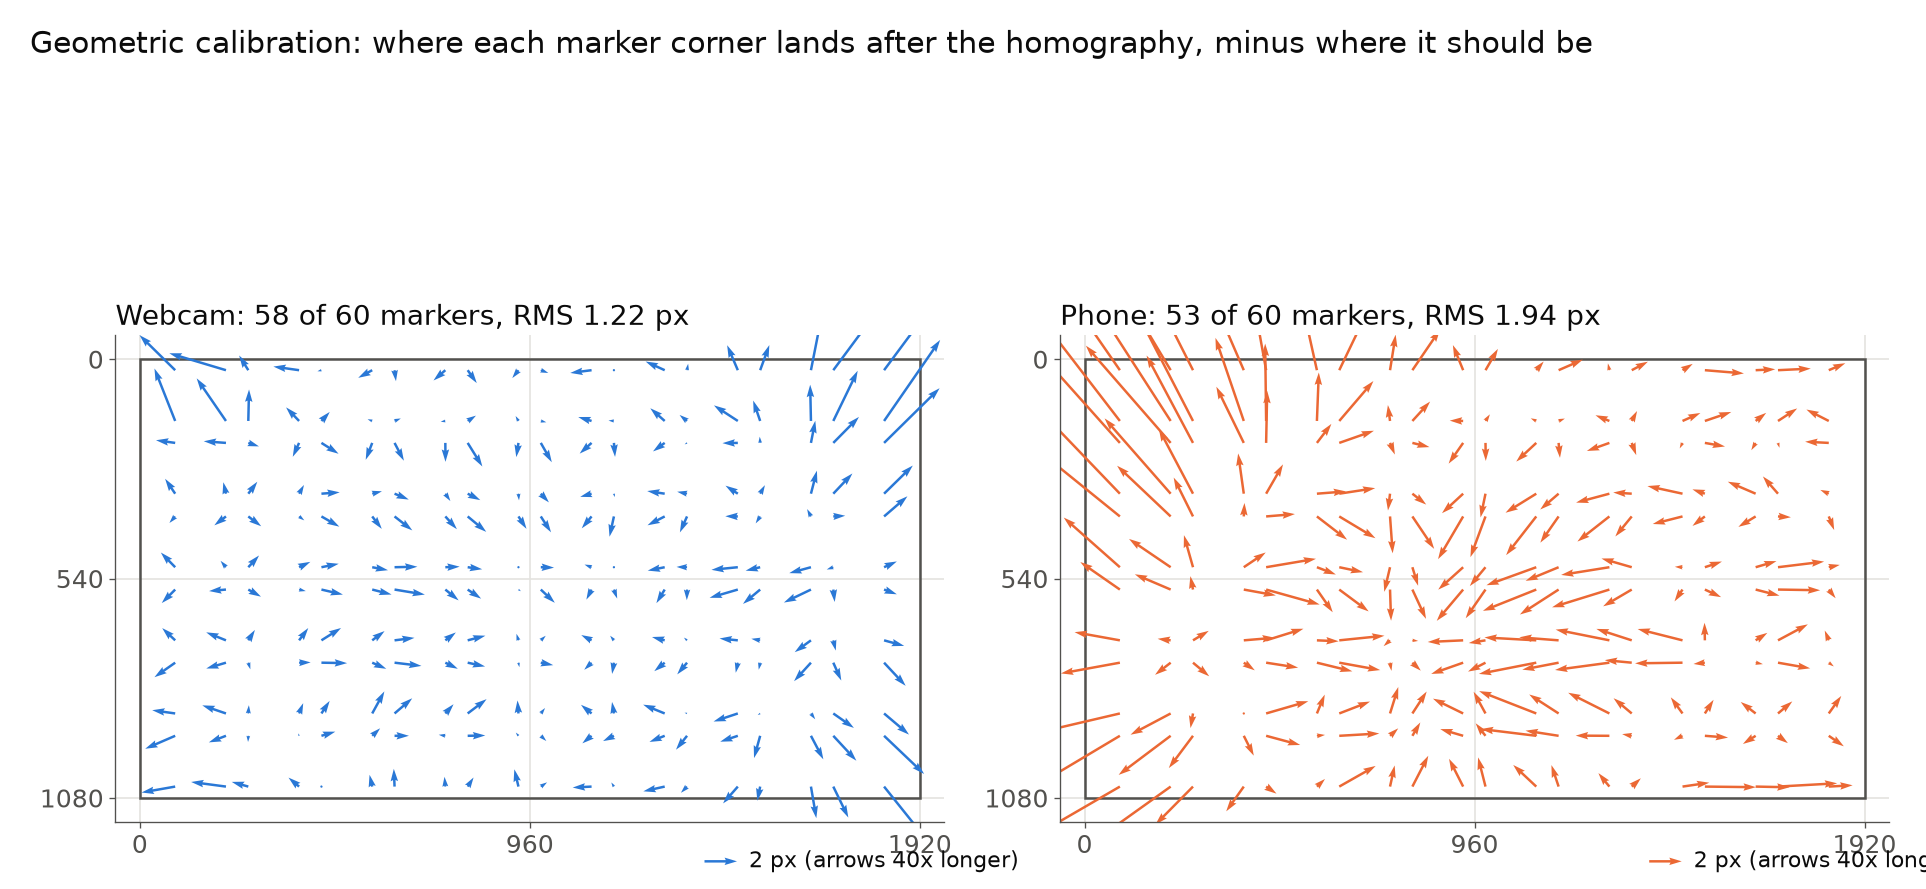 Geometric calibration: where each marker corner lands after the homography, minus where it should be
Webcam: 58 of 60 markers, RMS 1.22 px
0
540
1080
0
960
1920
2 px (arrows 40x longer)
Phone: 53 of 60 markers, RMS 1.94 px
0
540
1080
0
960
1920
2 px (arrows 40x long